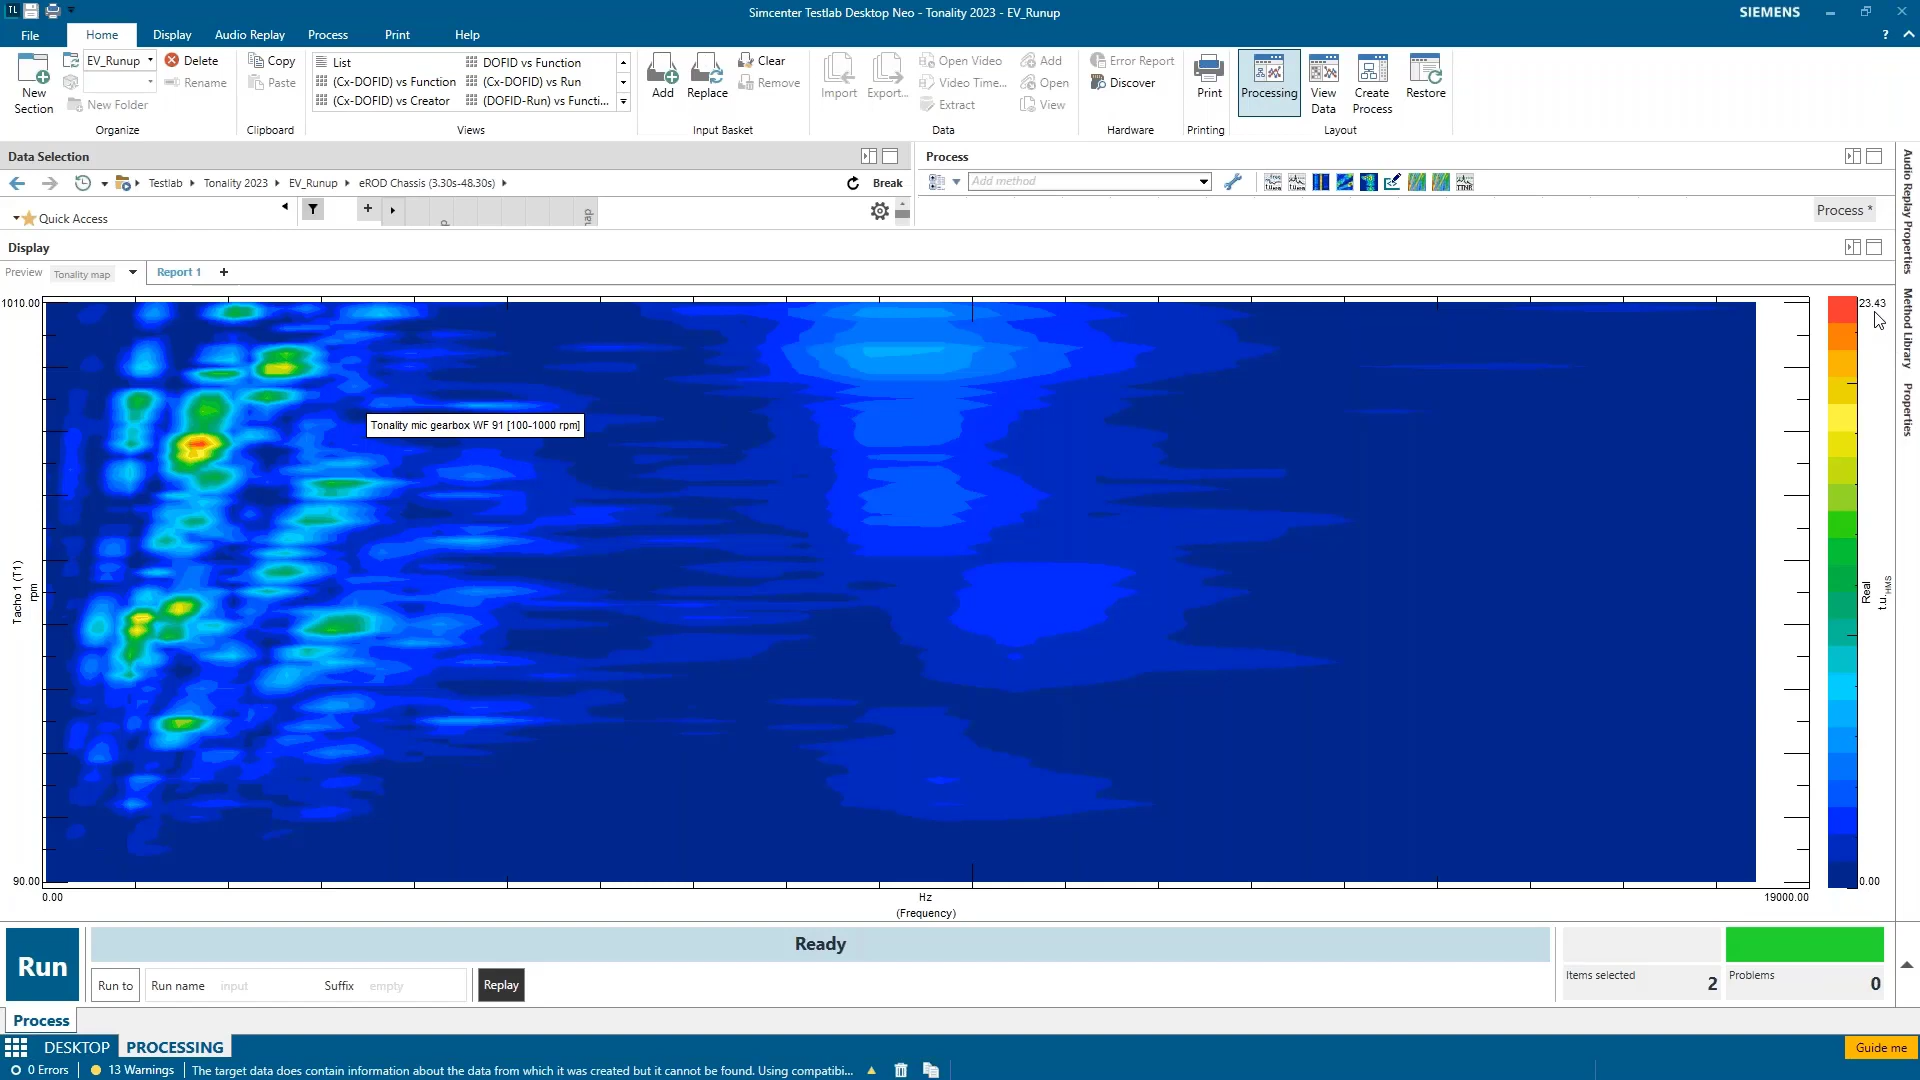 TL
Simcenter Testlab Desktop Neo - Tonality 2023 - EV_Runup
SIEMENS
File
Home
Display
Audio Replay
Process
Print
Help
?
New Section
EV_Runup
New Folder
Delete
Rename
Organize
Copy
Paste
Clipboard
List
(Cx-DOFID) vs Function
(Cx-DOFID) vs Creator
DOFID vs Function
(Cx-DOFID) vs Run
(DOFID-Run) vs Functi...
Views
Add
Replace
Clear
Remove
Input Basket
Import
Export...
Open Video
Video Time...
Extract
Add
Open
View
Data
Error Report
Discover
Hardware
Print
Printing
Processing
View Data
Create Process
Restore
Layout
Data Selection
Testlab
Tonality 2023
EV_Runup
eROD Chassis (3.30s-48.30s)
Break
Quick Access
Process
Add method
Process *
Display
Preview
Tonality map
Report 1
+
1010.00
Tacho 1 (T1)
rpm
90.00
Tonality mic gearbox WF 91 [100-1000 rpm]
0.00
Hz
19000.00
(Frequency)
23.43
Real
t.u.HMS
0.00
Audio Replay Properties
Method Library
Properties
Run
Ready
Run to
Run name
input
Suffix
empty
Replay
Items selected
2
Problems
0
Process
DESKTOP
PROCESSING
Guide me
0 Errors
13 Warnings
The target data does contain information about the data from which it was created but it cannot be found. Using compatibi...